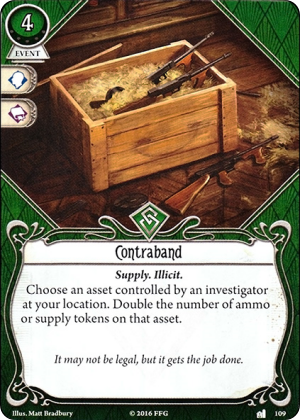 4
EVENT
Contraband
Supply. Illicit.
Choose an asset controlled by an investigator
at your location. Double the number of ammo
or supply tokens on that asset.
It may not be legal, but it gets the job done.
Illus. Matt Bradbury © 2016 FFG 109